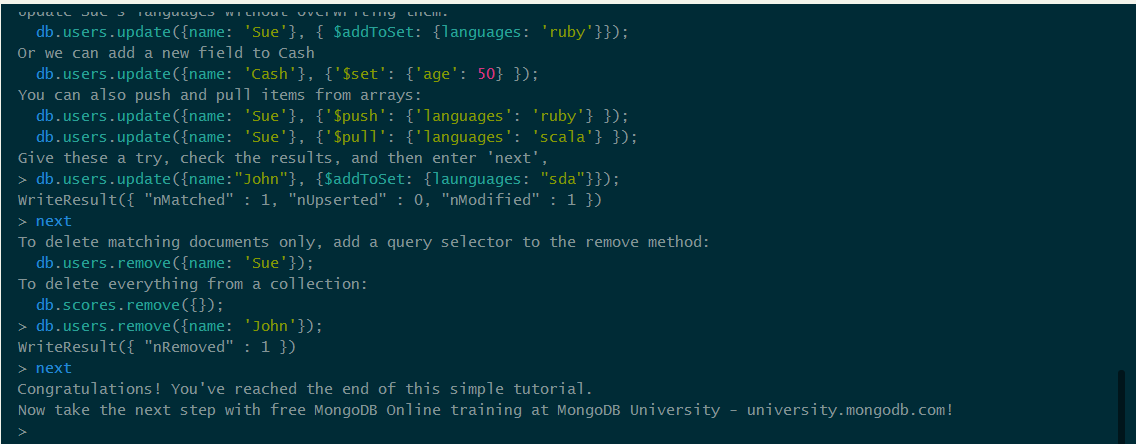 Update Sue's languages without overwriting them:
db.users.update({name: 'Sue'}, { $addToSet: {languages: 'ruby'}});
Or we can add a new field to Cash
db.users.update({name: 'Cash'}, {'$set': {'age': 50} });
You can also push and pull items from arrays:
db.users.update({name: 'Sue'}, {'$push': {'languages': 'ruby'} });
db.users.update({name: 'Sue'}, {'$pull': {'languages': 'scala'} });
Give these a try, check the results, and then enter 'next',
> db.users.update({name:"John"}, {$addToSet: {launguages: "sda"}});
WriteResult({ "nMatched" : 1, "nUpserted" : 0, "nModified" : 1 })
> next
To delete matching documents only, add a query selector to the remove method:
db.users.remove({name: 'Sue'});
To delete everything from a collection:
db.scores.remove({});
> db.users.remove({name: 'John'});
WriteResult({ "nRemoved" : 1 })
> next
Congratulations! You've reached the end of this simple tutorial.
Now take the next step with free MongoDB Online training at MongoDB University - university.mongodb.com!
>